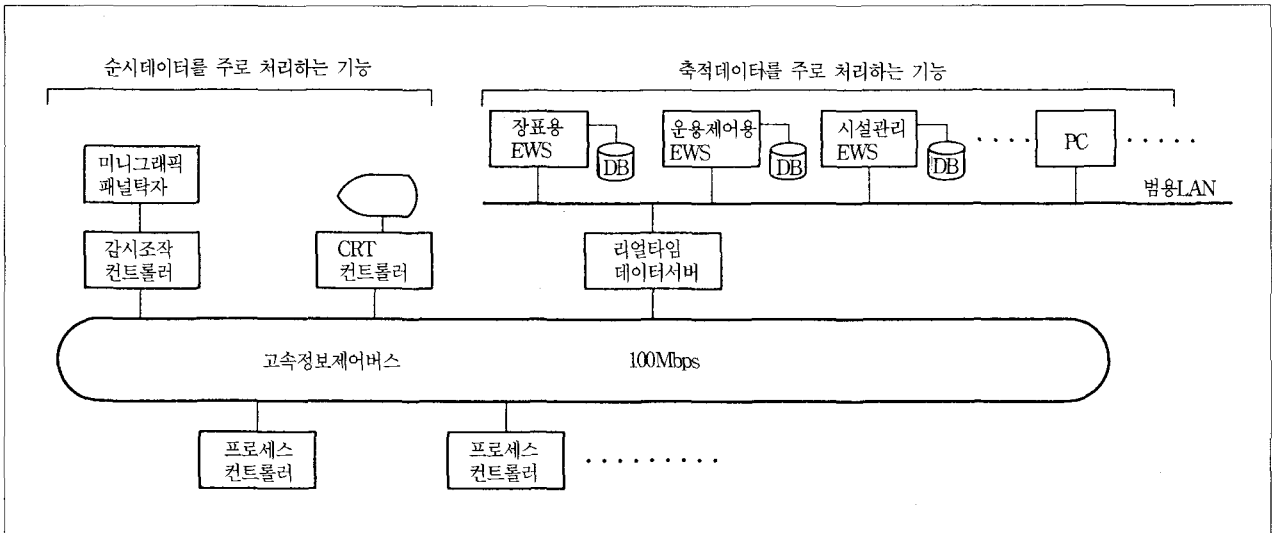 순시데이터를 주로 처리하는 기능
축적데이터를 주로 처리하는 기능
미니그래픽
패널탁자
감시조작
컨트롤러
CRT
컨트롤러
장표용
EWS
DB
운용제어용
EWS
DB
시설관리
EWS
DB
· · · · ·
PC
· · · · ·
범용LAN
리얼타임
데이터서버
고속정보제어버스
100Mbps
프로세스
컨트롤러
프로세스
컨트롤러
· · · · · · · · ·